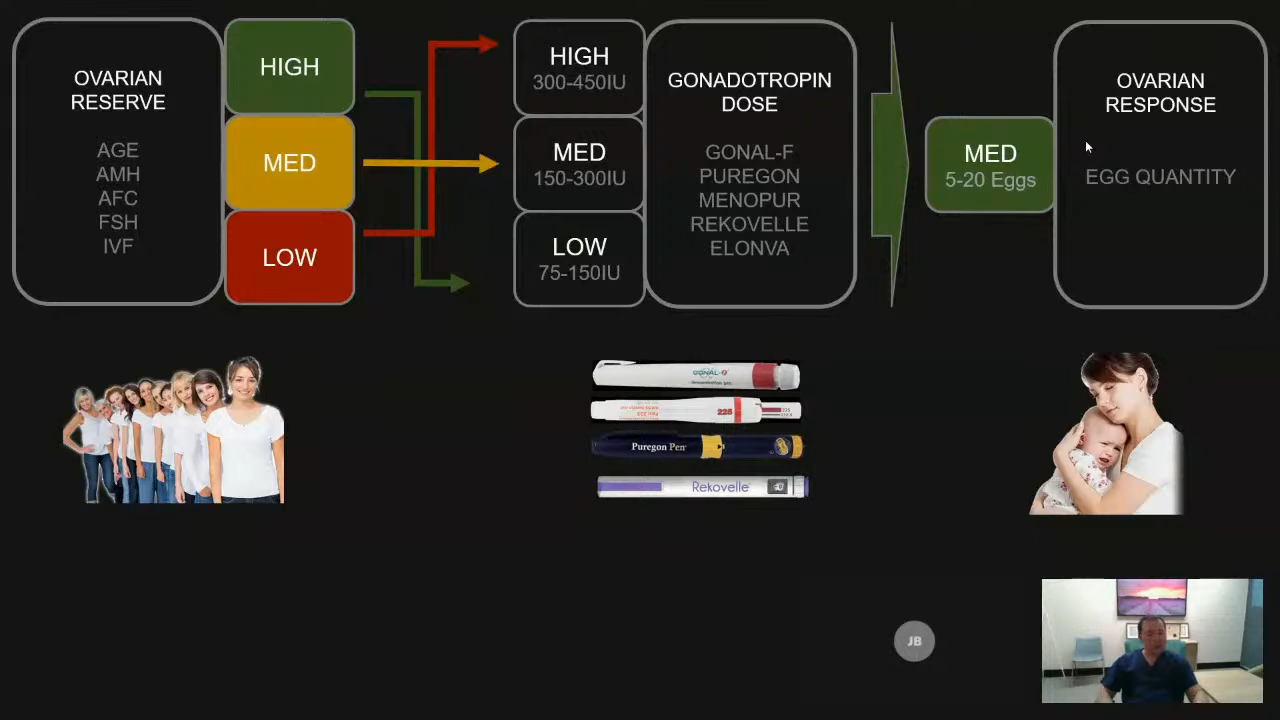 OVARIAN
RESERVE
AGE
AMH
AFC
FSH
IVF
HIGH
MED
LOW
HIGH
300-450IU
MED
150-300IU
LOW
75-150IU
GONADOTROPIN
DOSE
GONAL-F
PUREGON
MENOPUR
REKOVELLE
ELONVA
MED
5-20 Eggs
OVARIAN
RESPONSE
EGG QUANTITY
GONAL-f
225
Puregon Pen
Rekovelle
JB